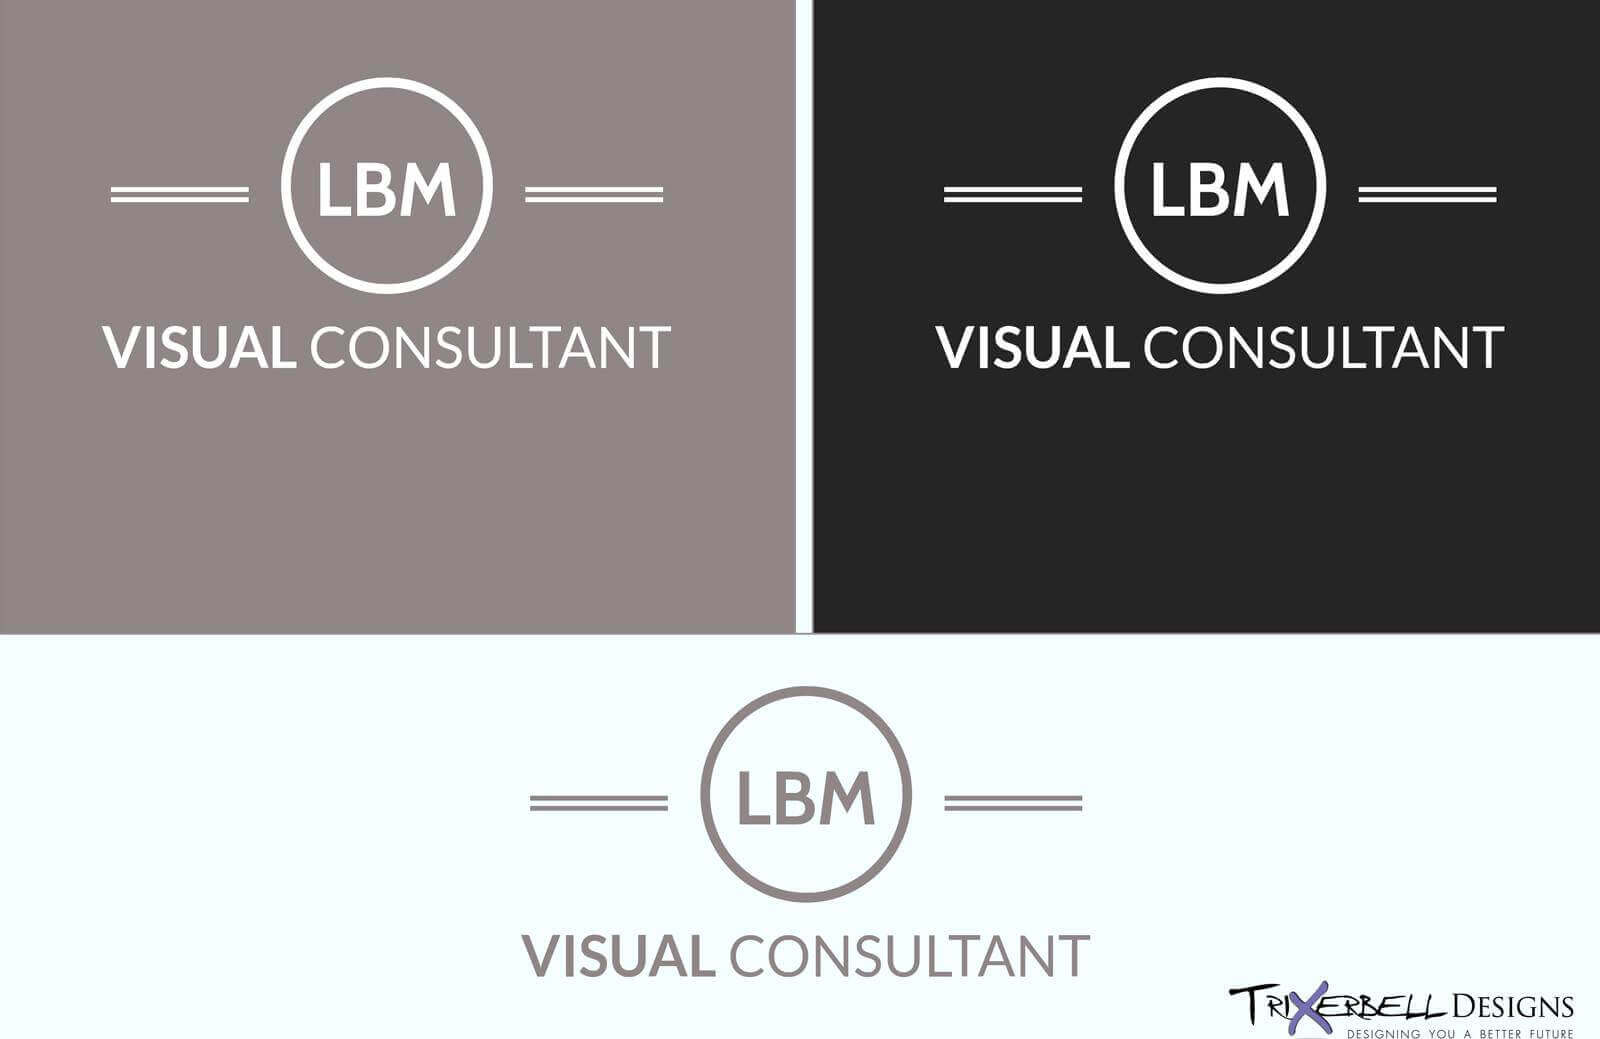 LBM
VISUAL CONSULTANT
LBM
VISUAL CONSULTANT
LBM
VISUAL CONSULTANT
TRIXERBELL DESIGNS
DESIGNING YOU A BETTER FUTURE